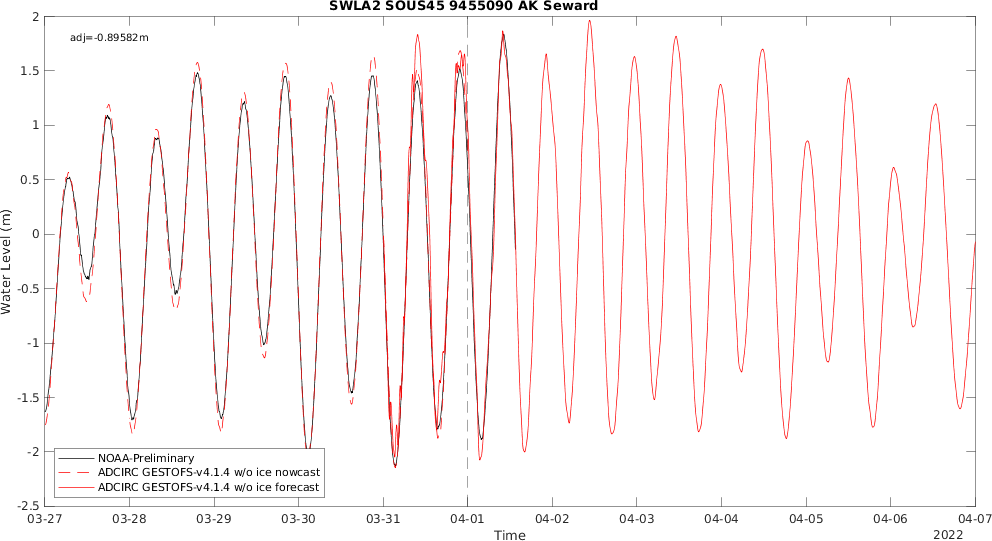 SWLA2 SOUS45 9455090 AK Seward
adj=-0.89582m
2
1.5
1
0.5
0
-0.5
-1
-1.5
-2
-2.5
Water Level (m)
NOAA-Preliminary
ADCIRC GESTOFS-v4.1.4 w/o ice nowcast
ADCIRC GESTOFS-v4.1.4 w/o ice forecast
03-27 03-28 03-29 03-30 03-31 04-01 04-02 04-03 04-04 04-05 04-06 04-07
Time
2022